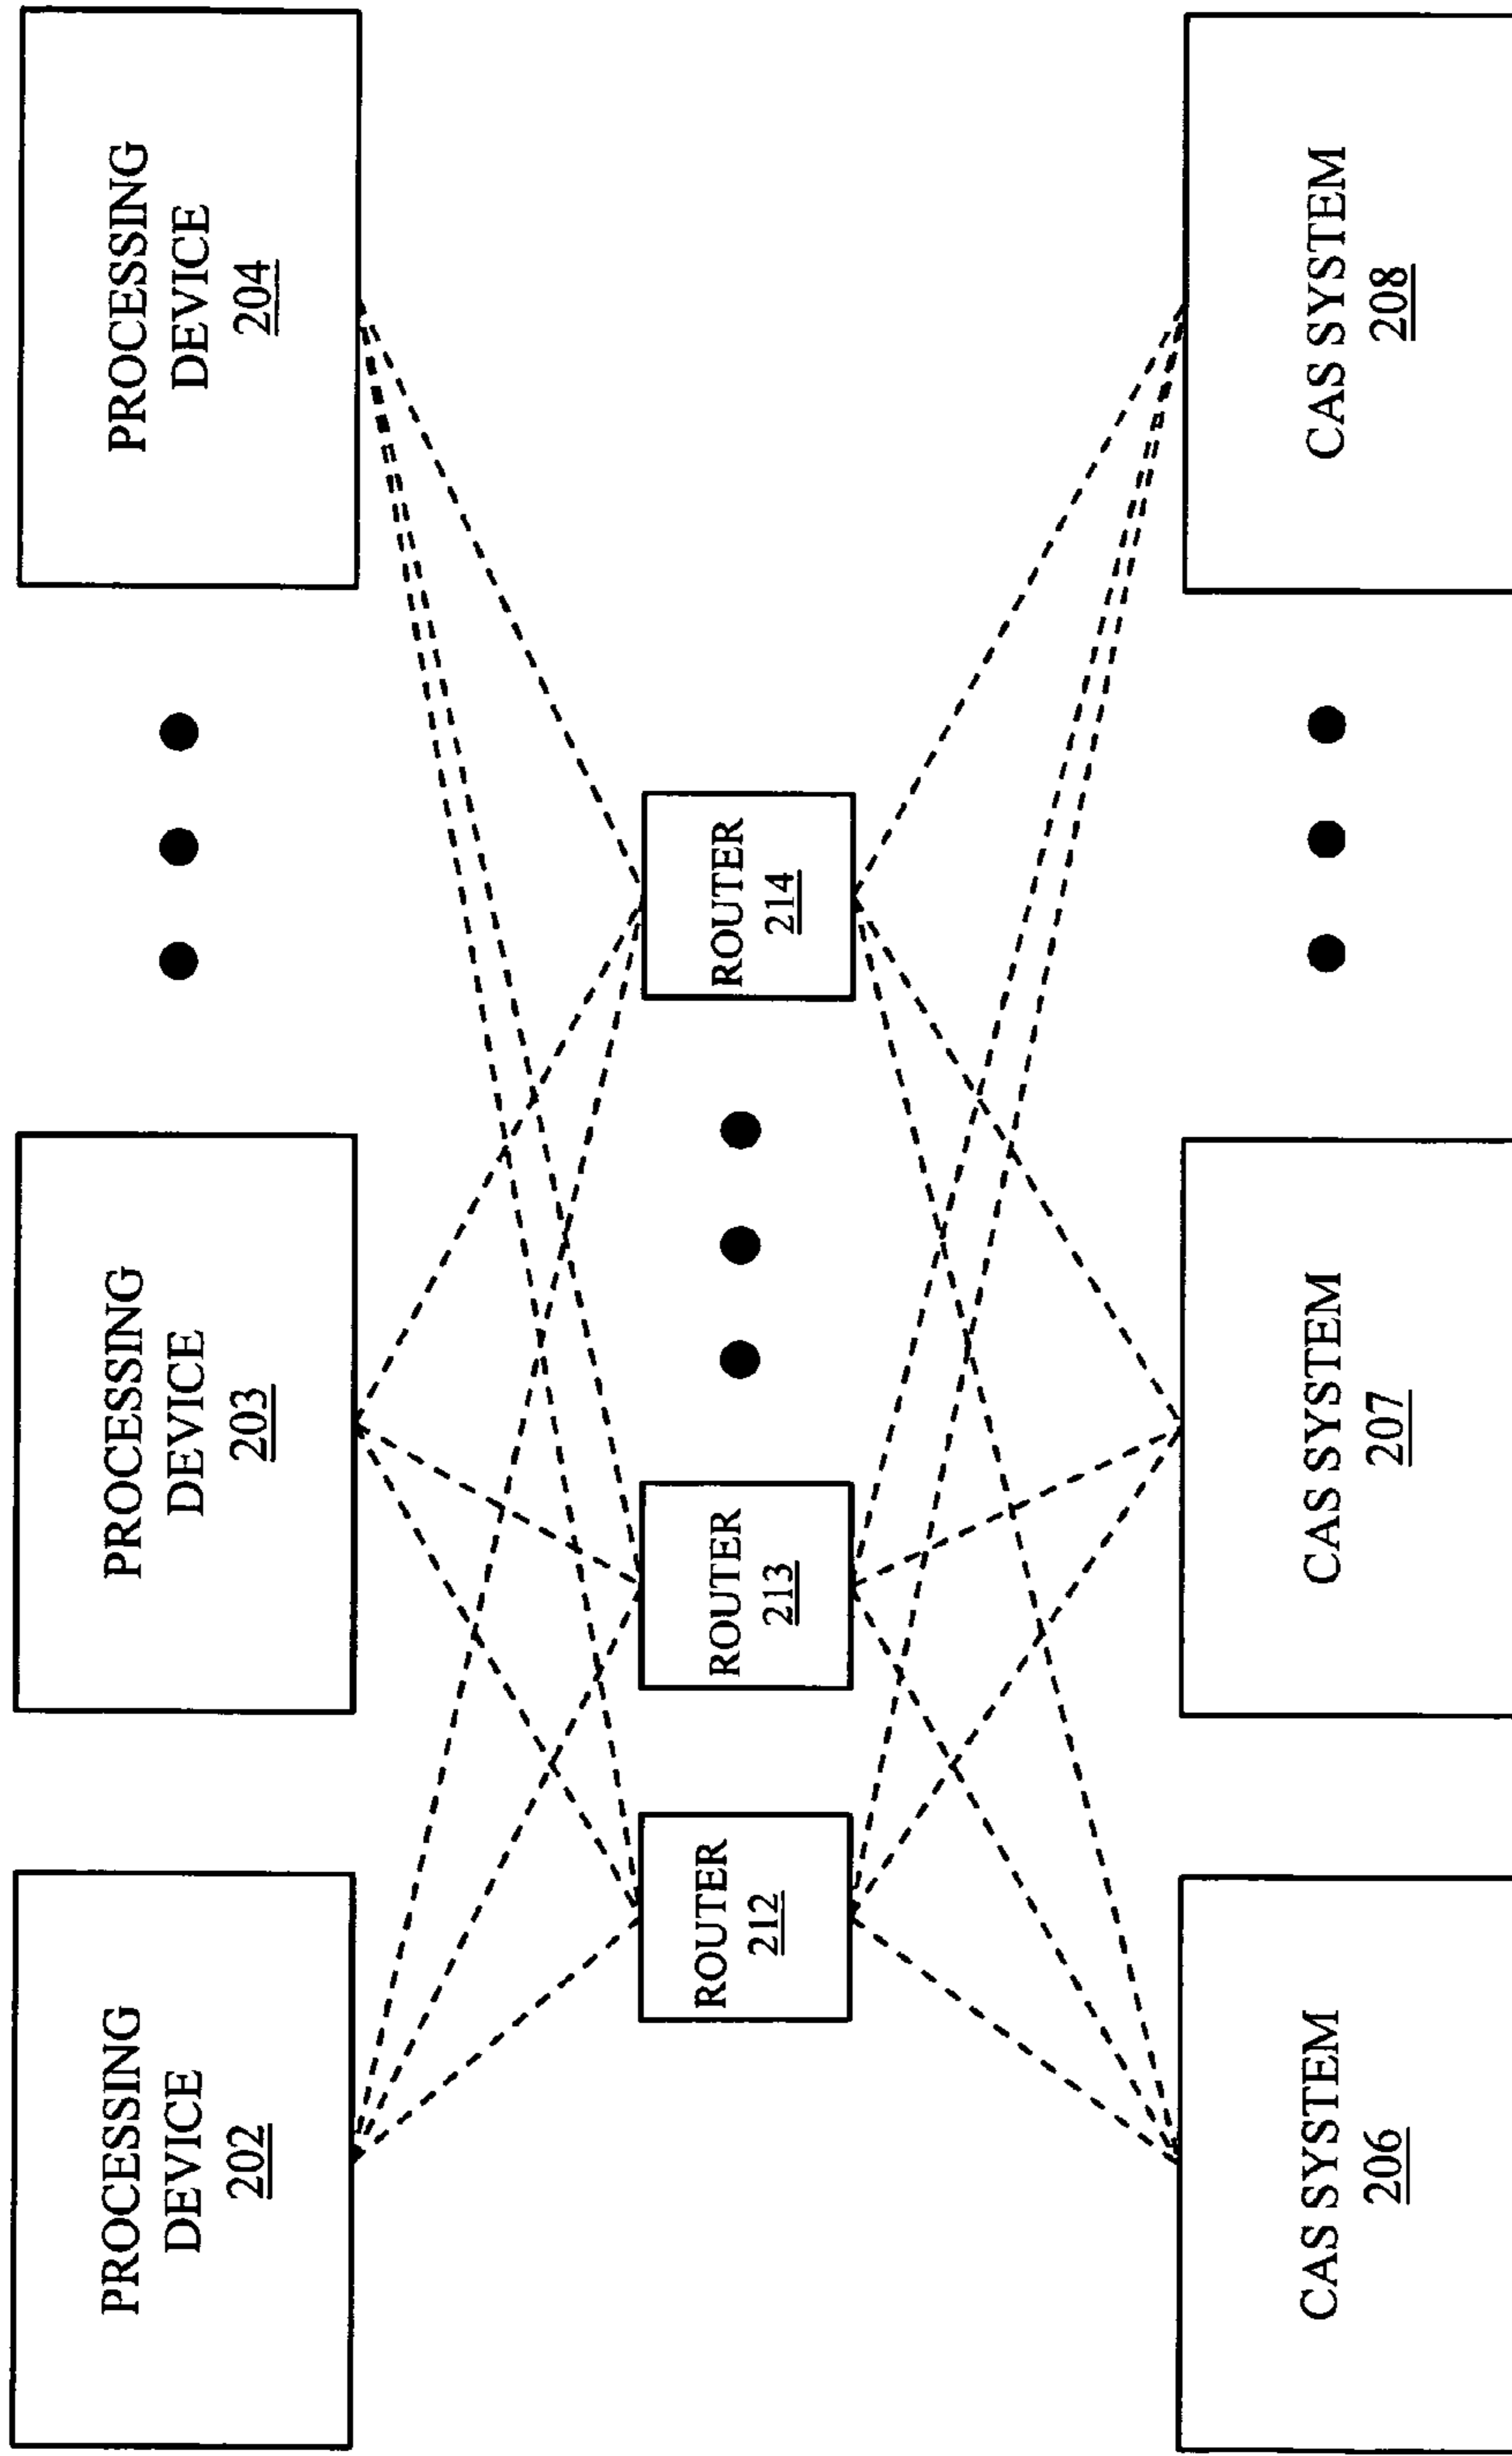 PROCESSING
DEVICE
202
PROCESSING
DEVICE
203
PROCESSING
DEVICE
204
ROUTER
212
ROUTER
213
ROUTER
214
CAS SYSTEM
206
CAS SYSTEM
207
CAS SYSTEM
208